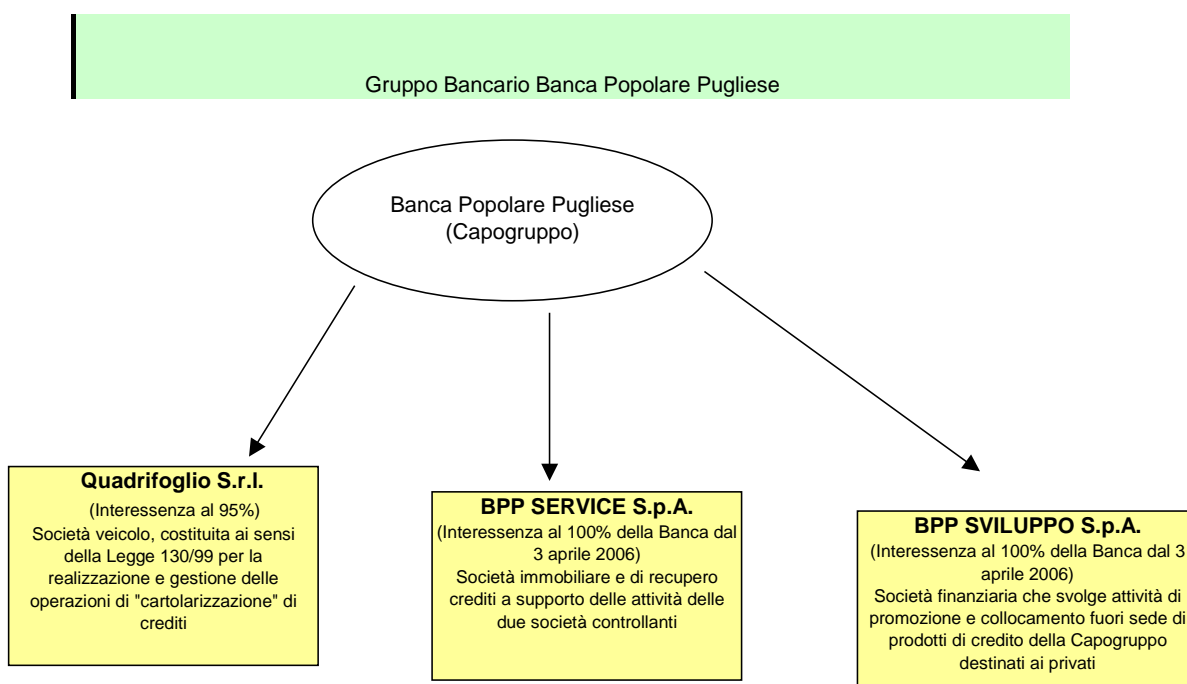 Gruppo Bancario Banca Popolare Pugliese
Banca Popolare Pugliese
(Capogruppo)
Quadrifoglio S.r.l.
(Interessenza al 95%)
Società veicolo, costituita ai sensi
della Legge 130/99 per la
realizzazione e gestione delle
operazioni di "cartolarizzazione" di
crediti
BPP SERVICE S.p.A.
(Interessenza al 100% della Banca dal
3 aprile 2006)
Società immobiliare e di recupero
crediti a supporto delle attività delle
due società controllanti
BPP SVILUPPO S.p.A.
(Interessenza al 100% della Banca dal 3
aprile 2006)
Società finanziaria che svolge attività di
promozione e collocamento fuori sede di
prodotti di credito della Capogruppo
destinati ai privati